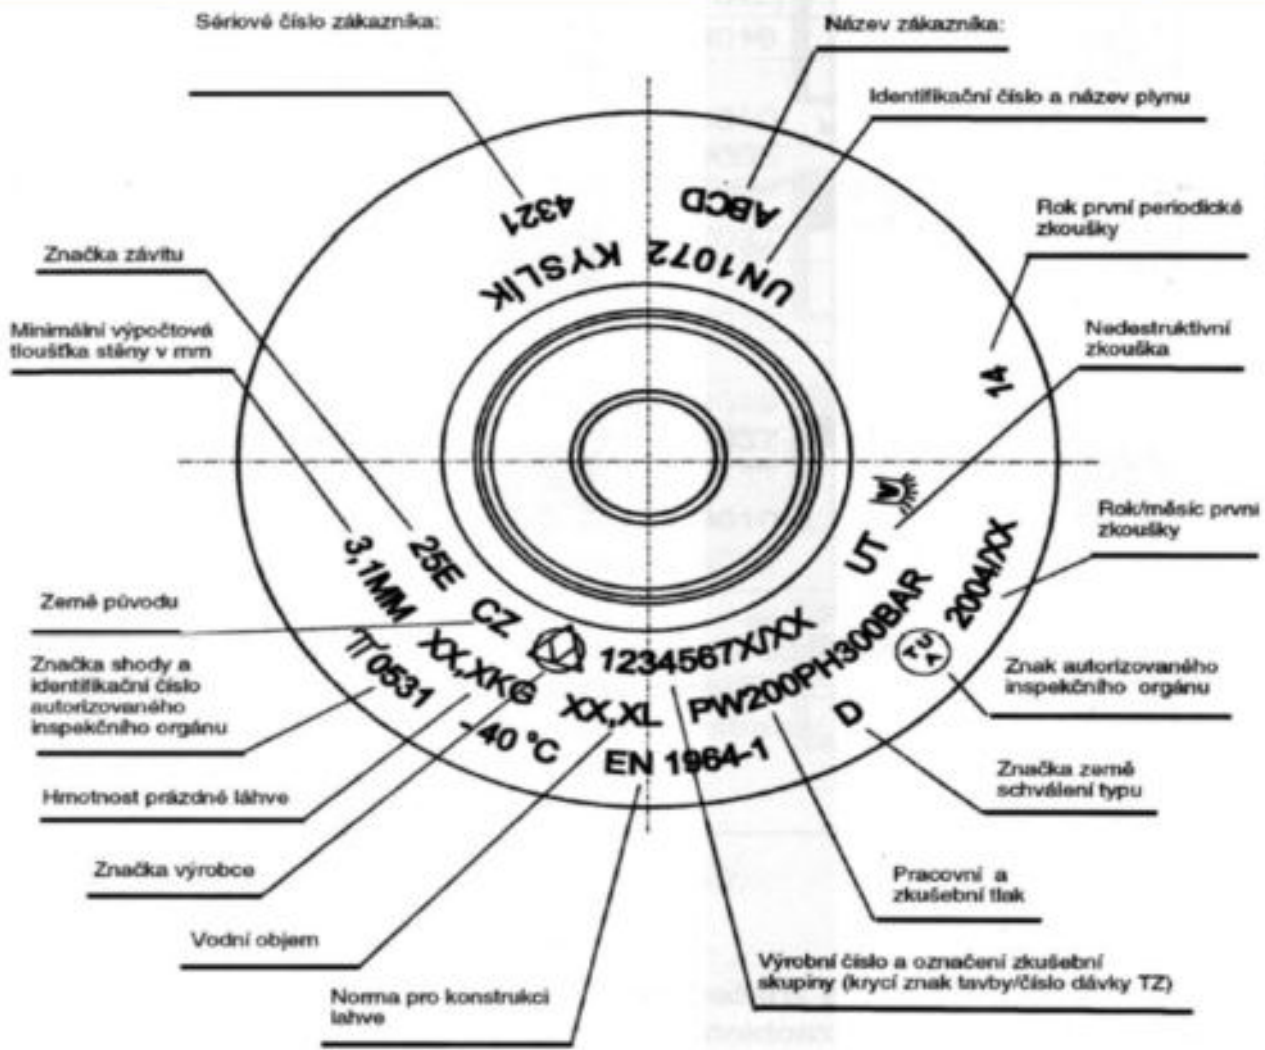 Sériové číslo zákazníka:
Název zákazníka:
Identifikační číslo a název plynu
4321
ABCD
UN1072 KYSLÍK
Rok první periodické
zkoušky
Značka závitu
Minimální výpočtová
tloušťka stěny v mm
Nedestruktivní
zkouška
14
Rok/měsíc první
zkoušky
25E CZ 1234567X/XX UT
3,1MM XX,XKG XX,XL PW200PH300BAR
π 0531 -40 °C EN 1964-1 D TUA 2004/XX
Země původu
Značka shody a
identifikační číslo
autorizovaného
inspekčního orgánu
Znak autorizovaného
inspekčního orgánu
Hmotnost prázdné láhve
Značka země
schválení typu
Značka výrobce
Pracovní a
zkušební tlak
Vodní objem
Výrobní číslo a označení zkušební
skupiny (krycí znak tavby/číslo dávky TZ)
Norma pro konstrukci
lahve